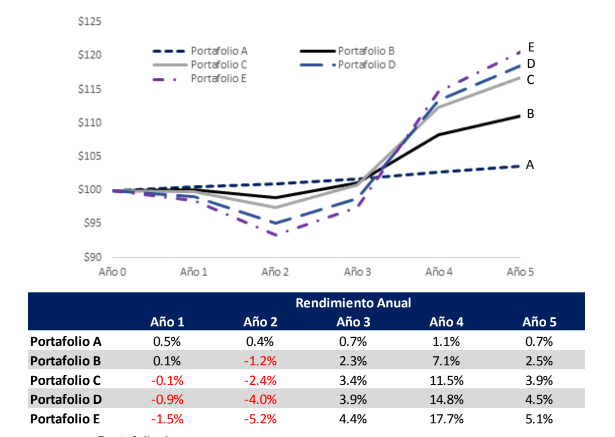 $125
$120
$115
$110
$105
$100
$95
$90
Portafolio A Portafolio B
Portafolio C Portafolio D
Portafolio E
E
D
C
B
A
Año 0 Año 1 Año 2 Año 3 Año 4 Año 5
Rendimiento Anual
Año 1 Año 2 Año 3 Año 4 Año 5
Portafolio A 0.5% 0.4% 0.7% 1.1% 0.7%
Portafolio B 0.1% -1.2% 2.3% 7.1% 2.5%
Portafolio C -0.1% -2.4% 3.4% 11.5% 3.9%
Portafolio D -0.9% -4.0% 3.9% 14.8% 4.5%
Portafolio E -1.5% -5.2% 4.4% 17.7% 5.1%